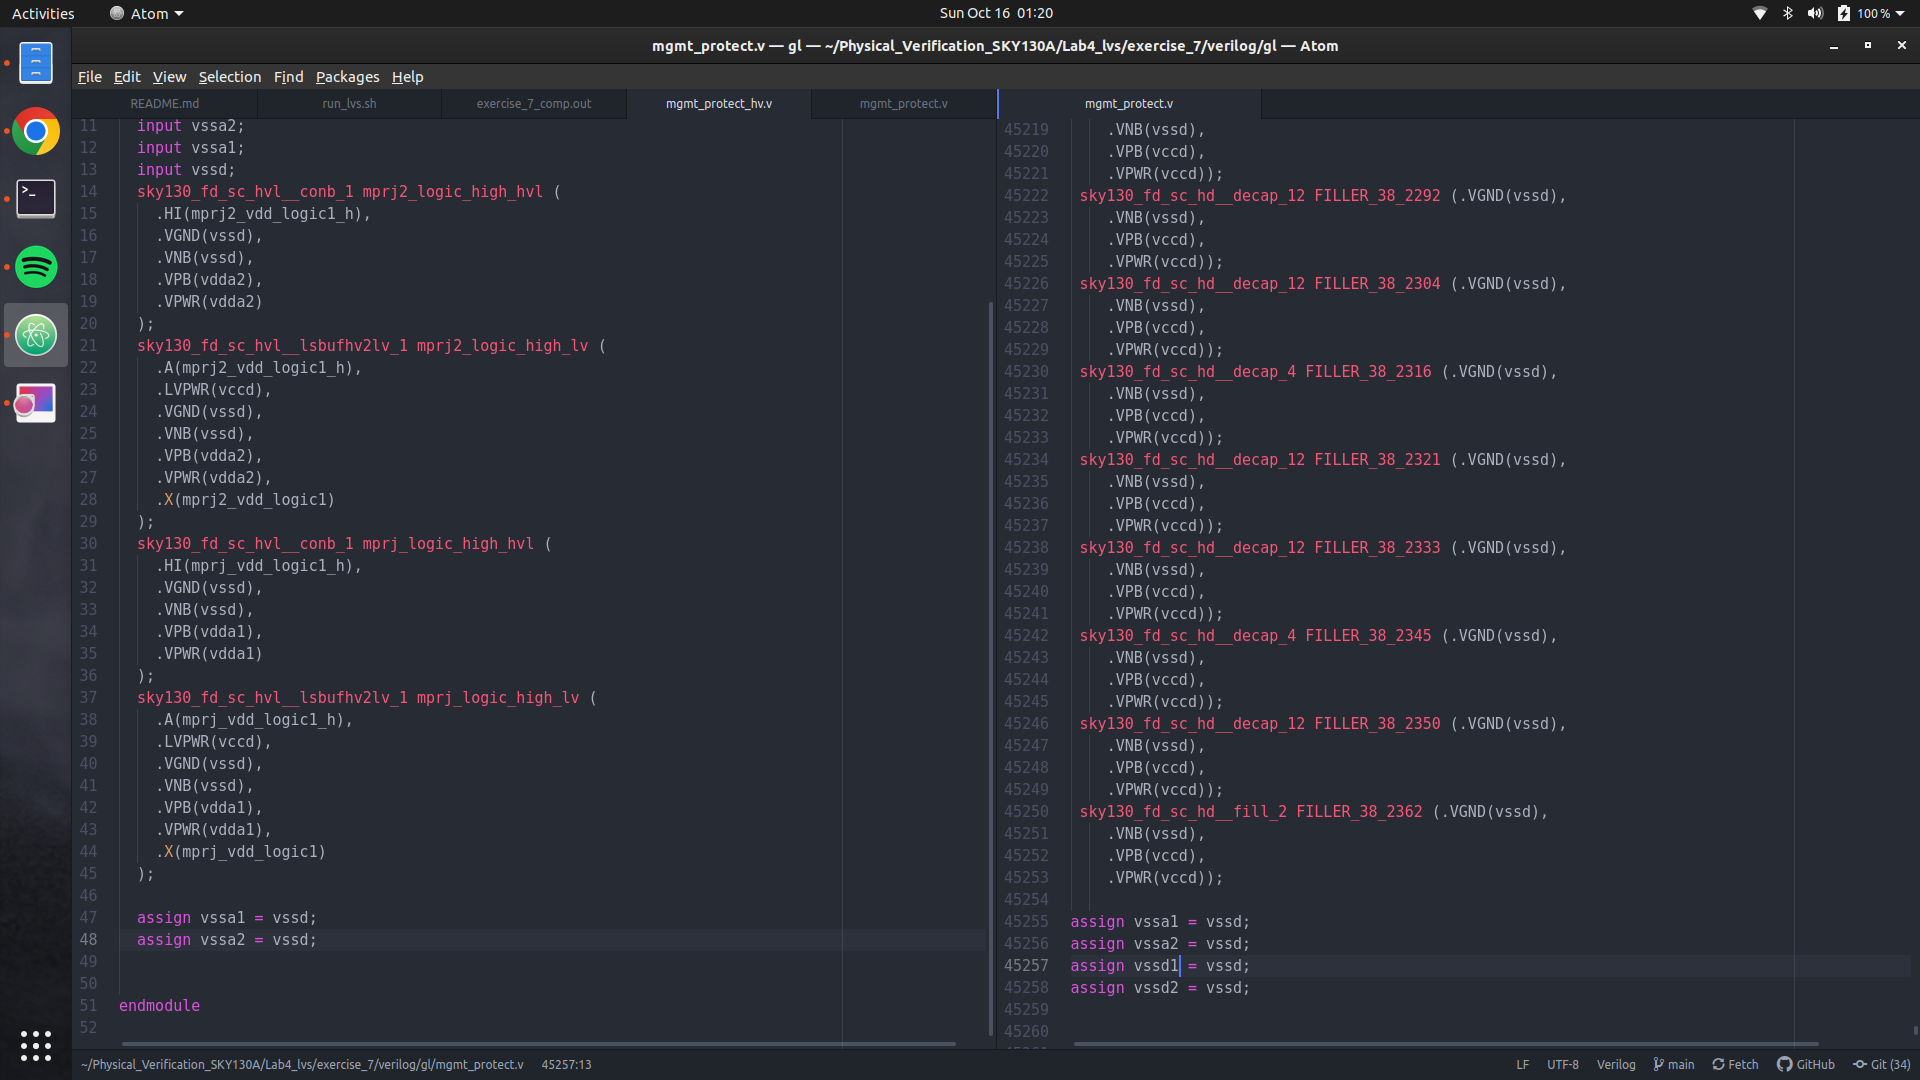 Activities
Atom
Sun Oct 16 01:20
100 %
mgmt_protect.v — gl — ~/Physical_Verification_SKY130A/Lab4_lvs/exercise_7/verilog/gl — Atom
File Edit View Selection Find Packages Help
README.md
run_lvs.sh
exercise_7_comp.out
mgmt_protect_hv.v
mgmt_protect.v
mgmt_protect.v
11 input vssa2;
12 input vssa1;
13 input vssd;
14 sky130_fd_sc_hvl__conb_1 mprj2_logic_high_hvl (
15 .HI(mprj2_vdd_logic1_h),
16 .VGND(vssd),
17 .VNB(vssd),
18 .VPB(vdda2),
19 .VPWR(vdda2)
20 );
21 sky130_fd_sc_hvl__lsbufhv2lv_1 mprj2_logic_high_lv (
22 .A(mprj2_vdd_logic1_h),
23 .LVPWR(vccd),
24 .VGND(vssd),
25 .VNB(vssd),
26 .VPB(vdda2),
27 .VPWR(vdda2),
28 .X(mprj2_vdd_logic1)
29 );
30 sky130_fd_sc_hvl__conb_1 mprj_logic_high_hvl (
31 .HI(mprj_vdd_logic1_h),
32 .VGND(vssd),
33 .VNB(vssd),
34 .VPB(vdda1),
35 .VPWR(vdda1)
36 );
37 sky130_fd_sc_hvl__lsbufhv2lv_1 mprj_logic_high_lv (
38 .A(mprj_vdd_logic1_h),
39 .LVPWR(vccd),
40 .VGND(vssd),
41 .VNB(vssd),
42 .VPB(vdda1),
43 .VPWR(vdda1),
44 .X(mprj_vdd_logic1)
45 );
46
47 assign vssa1 = vssd;
48 assign vssa2 = vssd;
49
50
51 endmodule
52
45219 .VNB(vssd),
45220 .VPB(vccd),
45221 .VPWR(vccd));
45222 sky130_fd_sc_hd__decap_12 FILLER_38_2292 (.VGND(vssd),
45223 .VNB(vssd),
45224 .VPB(vccd),
45225 .VPWR(vccd));
45226 sky130_fd_sc_hd__decap_12 FILLER_38_2304 (.VGND(vssd),
45227 .VNB(vssd),
45228 .VPB(vccd),
45229 .VPWR(vccd));
45230 sky130_fd_sc_hd__decap_4 FILLER_38_2316 (.VGND(vssd),
45231 .VNB(vssd),
45232 .VPB(vccd),
45233 .VPWR(vccd));
45234 sky130_fd_sc_hd__decap_12 FILLER_38_2321 (.VGND(vssd),
45235 .VNB(vssd),
45236 .VPB(vccd),
45237 .VPWR(vccd));
45238 sky130_fd_sc_hd__decap_12 FILLER_38_2333 (.VGND(vssd),
45239 .VNB(vssd),
45240 .VPB(vccd),
45241 .VPWR(vccd));
45242 sky130_fd_sc_hd__decap_4 FILLER_38_2345 (.VGND(vssd),
45243 .VNB(vssd),
45244 .VPB(vccd),
45245 .VPWR(vccd));
45246 sky130_fd_sc_hd__decap_12 FILLER_38_2350 (.VGND(vssd),
45247 .VNB(vssd),
45248 .VPB(vccd),
45249 .VPWR(vccd));
45250 sky130_fd_sc_hd__fill_2 FILLER_38_2362 (.VGND(vssd),
45251 .VNB(vssd),
45252 .VPB(vccd),
45253 .VPWR(vccd));
45254
45255 assign vssa1 = vssd;
45256 assign vssa2 = vssd;
45257 assign vssd1 = vssd;
45258 assign vssd2 = vssd;
45259
45260
~/Physical_Verification_SKY130A/Lab4_lvs/exercise_7/verilog/gl/mgmt_protect.v 45257:13
LF UTF-8 Verilog main Fetch GitHub Git (34)